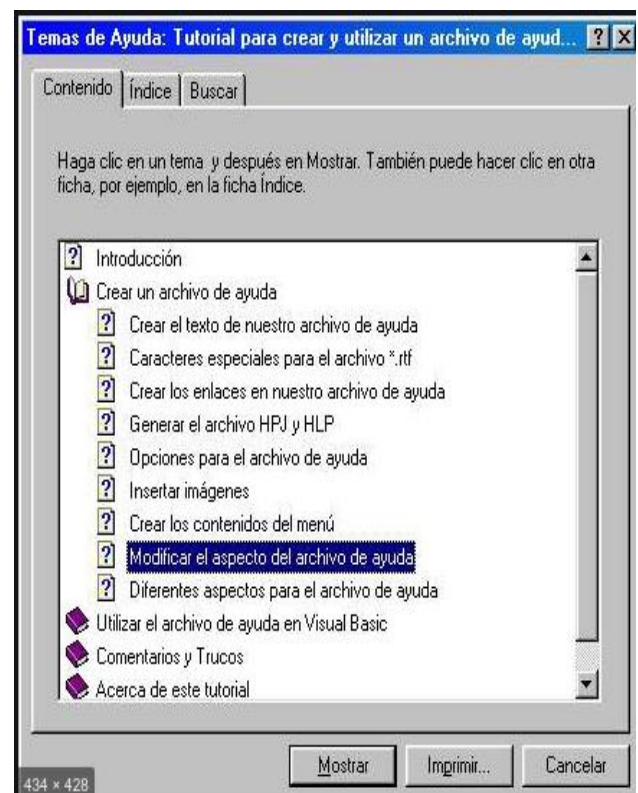 Temas de Ayuda: Tutorial para crear y utilizar un archivo de ayud...
Contenido Índice Buscar
Haga clic en un tema y después en Mostrar. También puede hacer clic en otra
ficha, por ejemplo, en la ficha Índice.
Introducción
Crear un archivo de ayuda
Crear el texto de nuestro archivo de ayuda
Caracteres especiales para el archivo *.rtf
Crear los enlaces en nuestro archivo de ayuda
Generar el archivo HPJ y HLP
Opciones para el archivo de ayuda
Insertar imágenes
Crear los contenidos del menú
Modificar el aspecto del archivo de ayuda
Diferentes aspectos para el archivo de ayuda
Utilizar el archivo de ayuda en Visual Basic
Comentarios y Trucos
Acerca de este tutorial
Mostrar Imprimir... Cancelar
434 × 428